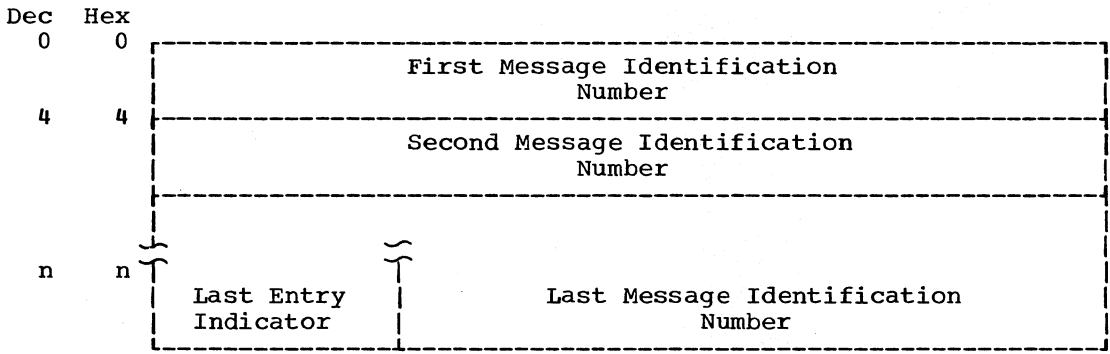 Dec Hex
0 0
First Message Identification
Number
4 4
Second Message Identification
Number
n n
Last Entry
Indicator
Last Message Identification
Number